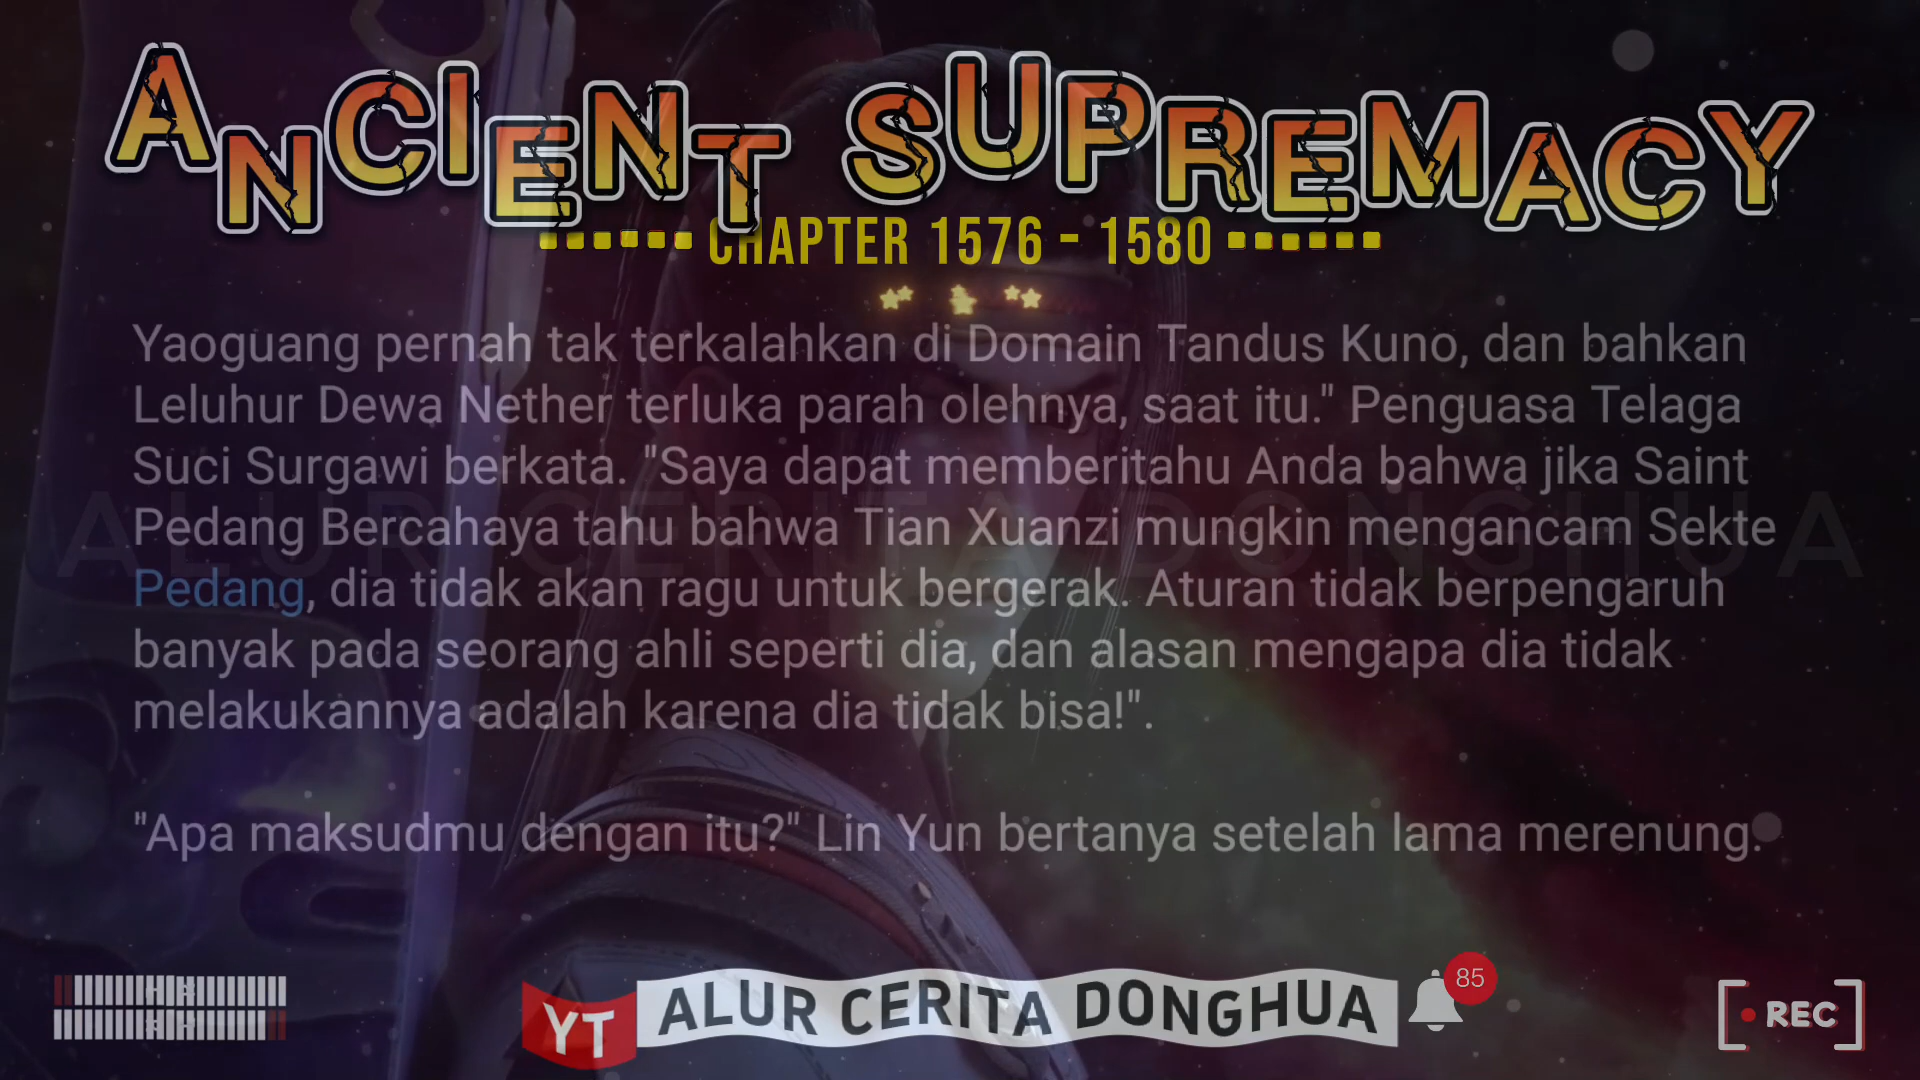 ANCIENT SUPREMACY
CHAPTER 1576 - 1580
Yaoguang pernah tak terkalahkan di Domain Tandus Kuno, dan bahkan
Leluhur Dewa Nether terluka parah olehnya, saat itu." Penguasa Telaga
Suci Surgawi berkata. "Saya dapat memberitahu Anda bahwa jika Saint
ALUR CERITA DONGHUA
Pedang Bercahaya tahu bahwa Tian Xuanzi mungkin mengancam Sekte
Pedang, dia tidak akan ragu untuk bergerak. Aturan tidak berpengaruh
banyak pada seorang ahli seperti dia, dan alasan mengapa dia tidak
melakukannya adalah karena dia tidak bisa!".
"Apa maksudmu dengan itu?" Lin Yun bertanya setelah lama merenung.
YT ALUR CERITA DONGHUA 85
REC